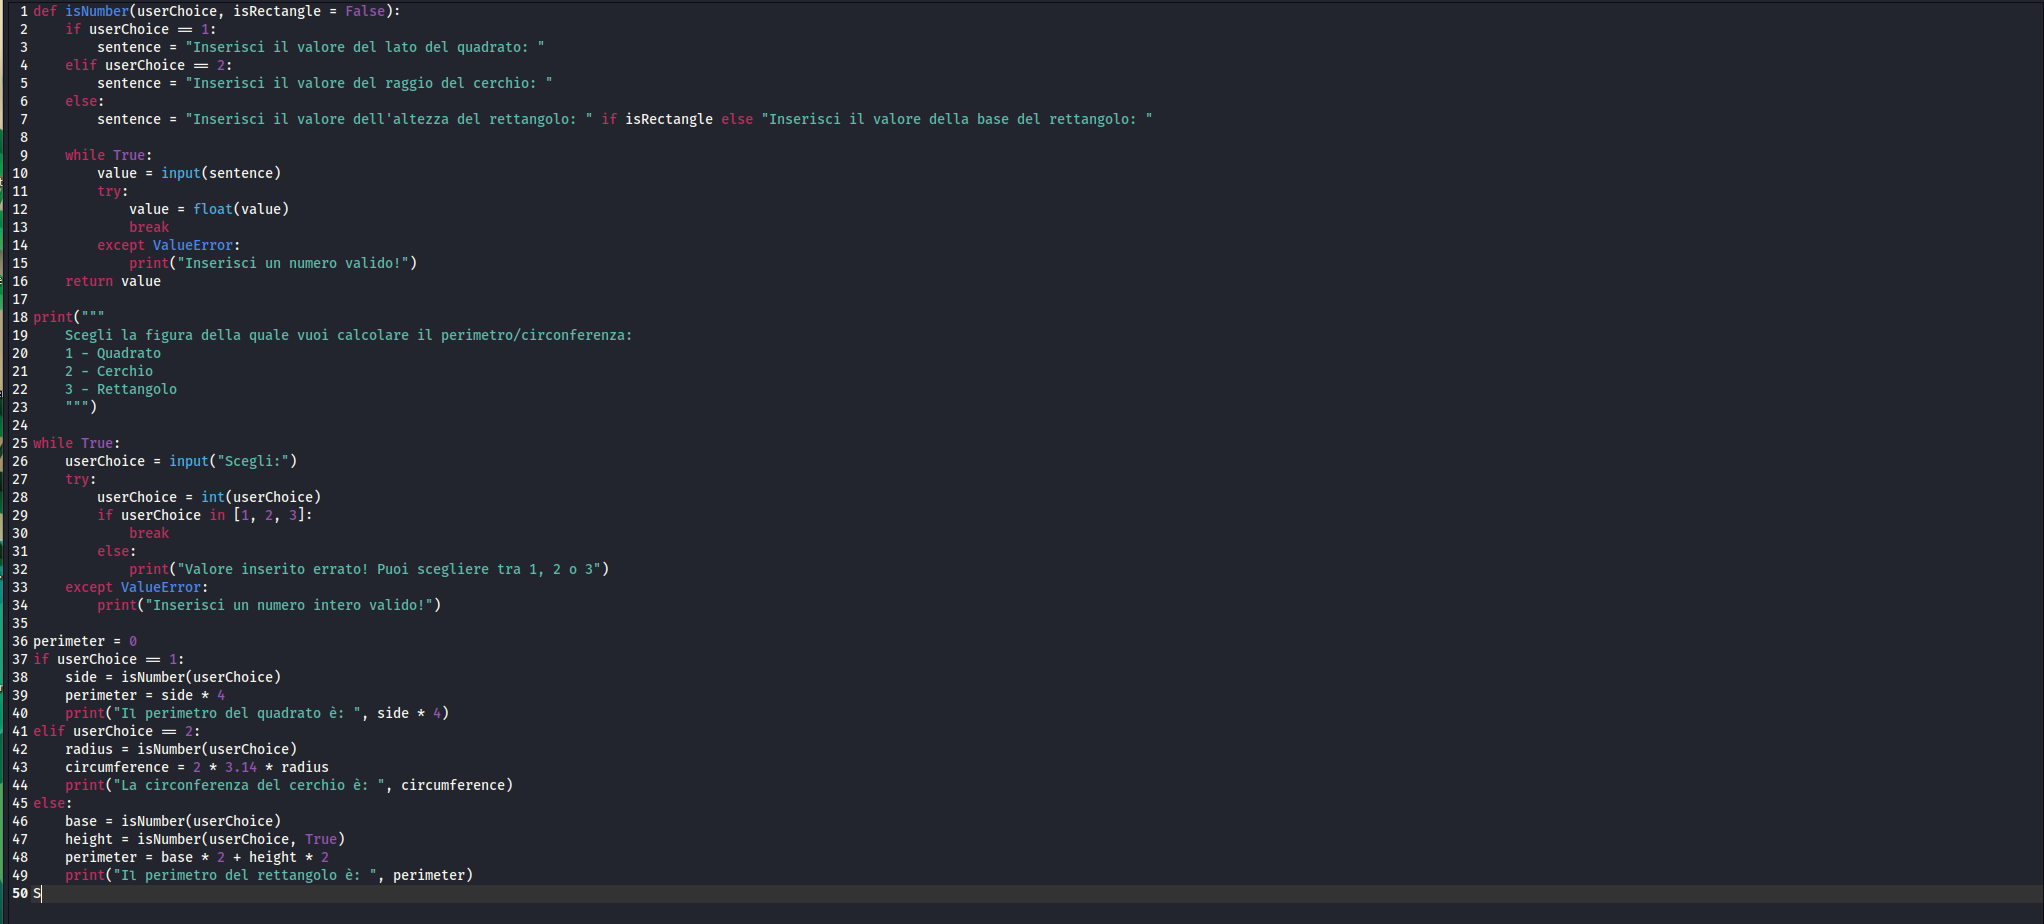 1 def isNumber(userChoice, isRectangle = False):
2     if userChoice == 1:
3         sentence = "Inserisci il valore del lato del quadrato: "
4     elif userChoice == 2:
5         sentence = "Inserisci il valore del raggio del cerchio: "
6     else:
7         sentence = "Inserisci il valore dell'altezza del rettangolo: " if isRectangle else "Inserisci il valore della base del rettangolo: "
8
9     while True:
10         value = input(sentence)
11         try:
12             value = float(value)
13             break
14         except ValueError:
15             print("Inserisci un numero valido!")
16     return value
17
18 print("""
19     Scegli la figura della quale vuoi calcolare il perimetro/circonferenza:
20     1 - Quadrato
21     2 - Cerchio
22     3 - Rettangolo
23     """)
24
25 while True:
26     userChoice = input("Scegli:")
27     try:
28         userChoice = int(userChoice)
29         if userChoice in [1, 2, 3]:
30             break
31         else:
32             print("Valore inserito errato! Puoi scegliere tra 1, 2 o 3")
33     except ValueError:
34         print("Inserisci un numero intero valido!")
35
36 perimeter = 0
37 if userChoice == 1:
38     side = isNumber(userChoice)
39     perimeter = side * 4
40     print("Il perimetro del quadrato è: ", side * 4)
41 elif userChoice == 2:
42     radius = isNumber(userChoice)
43     circumference = 2 * 3.14 * radius
44     print("La circonferenza del cerchio è: ", circumference)
45 else:
46     base = isNumber(userChoice)
47     height = isNumber(userChoice, True)
48     perimeter = base * 2 + height * 2
49     print("Il perimetro del rettangolo è: ", perimeter)
50 S